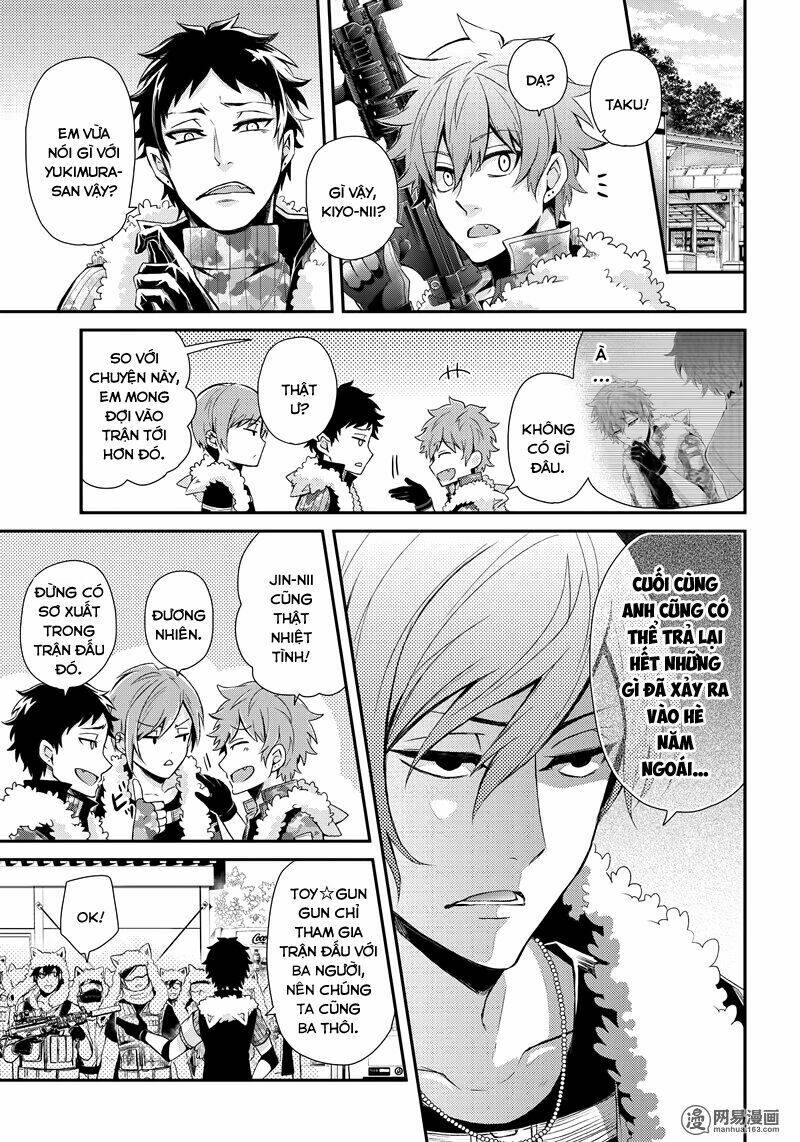 TAKU!
DẠ?
GÌ VẬY,
KIYO-NII?
EM VỪA
NÓI GÌ VỚI
YUKIMURA-
SAN VẬY?
À
...
KHÔNG
CÓ GÌ
ĐÂU.
THẬT
Ư?
SO VỚI
CHUYỆN NÀY,
EM MONG
ĐỢI VÀO
TRẬN TỚI
HƠN ĐÓ.
CUỐI CÙNG
ANH CŨNG CÓ
THỂ TRẢ LẠI
HẾT NHỮNG
GÌ ĐÃ XẢY RA
VÀO HÈ
NĂM
NGOÁI...
JIN-NII
CŨNG
THẬT
NHIỆT
TÌNH!
ĐƯƠNG
NHIÊN.
ĐỪNG CÓ
SƠ XUẤT
TRONG
TRẬN ĐẤU
ĐÓ.
ビシ
TOY☆GUN
GUN CHỈ
THAM GIA
TRẬN ĐẤU VỚI
BA NGƯỜI,
NÊN CHÚNG
TA CŨNG
BA THÔI.
OK!
网易漫画
manhua.163.com